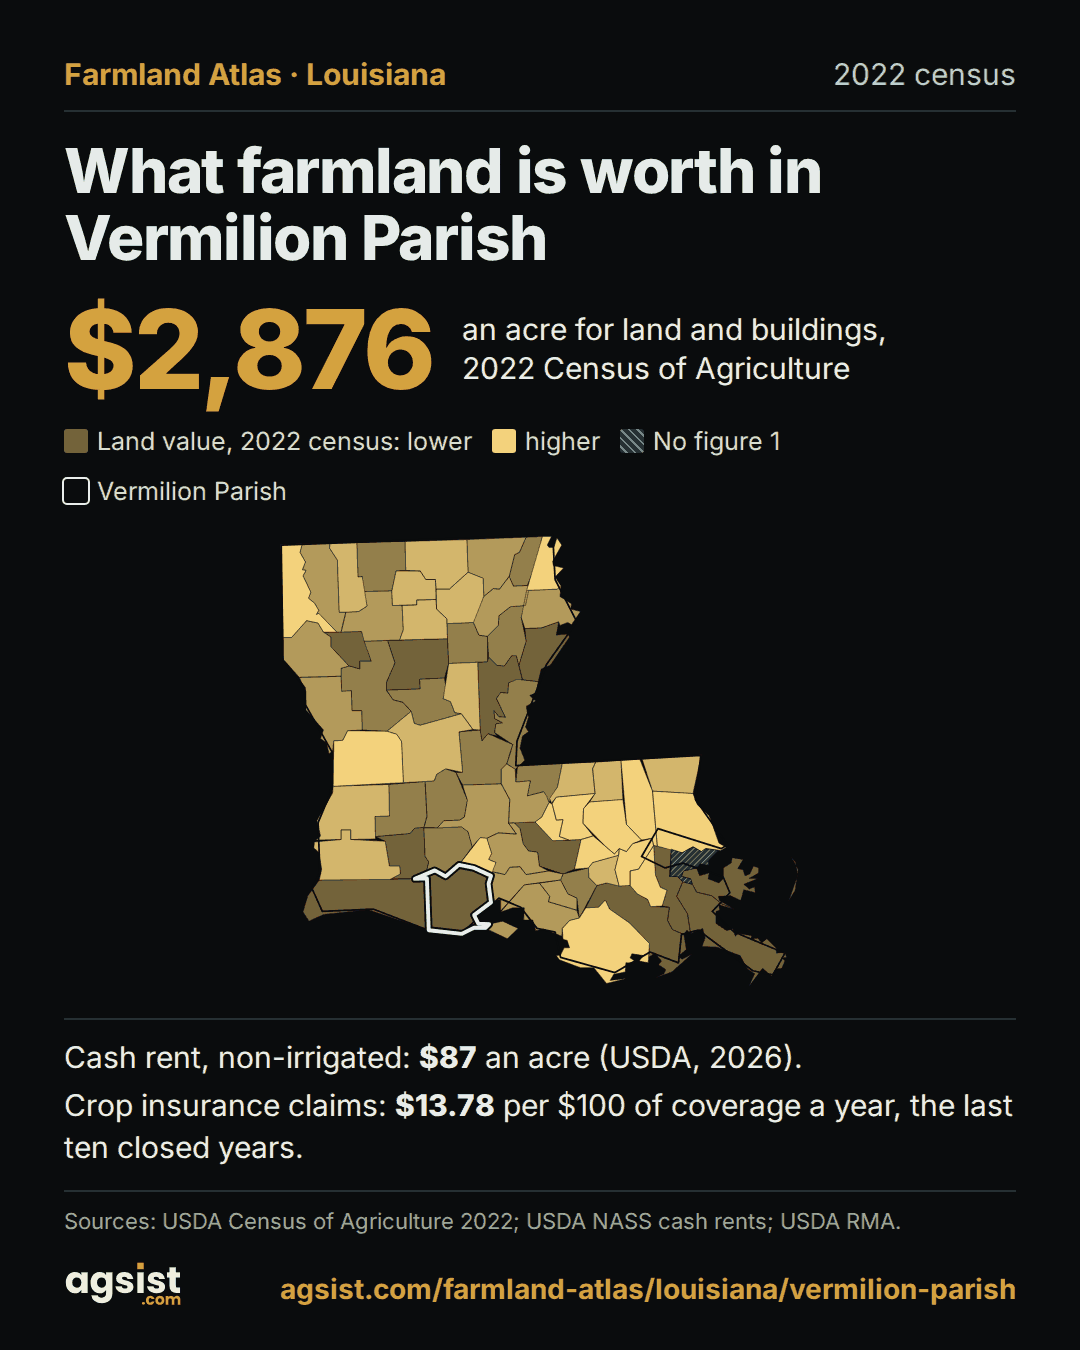 Farmland Atlas · Louisiana
2022 census
What farmland is worth in
Vermilion Parish
$2,876
an acre for land and buildings,
2022 Census of Agriculture
Land value, 2022 census: lower
higher
No figure 1
Vermilion Parish
Cash rent, non-irrigated: $87 an acre (USDA, 2026).
Crop insurance claims: $13.78 per $100 of coverage a year, the last
ten closed years.
Sources: USDA Census of Agriculture 2022; USDA NASS cash rents; USDA RMA.
agsist
.com
agsist.com/farmland-atlas/louisiana/vermilion-parish